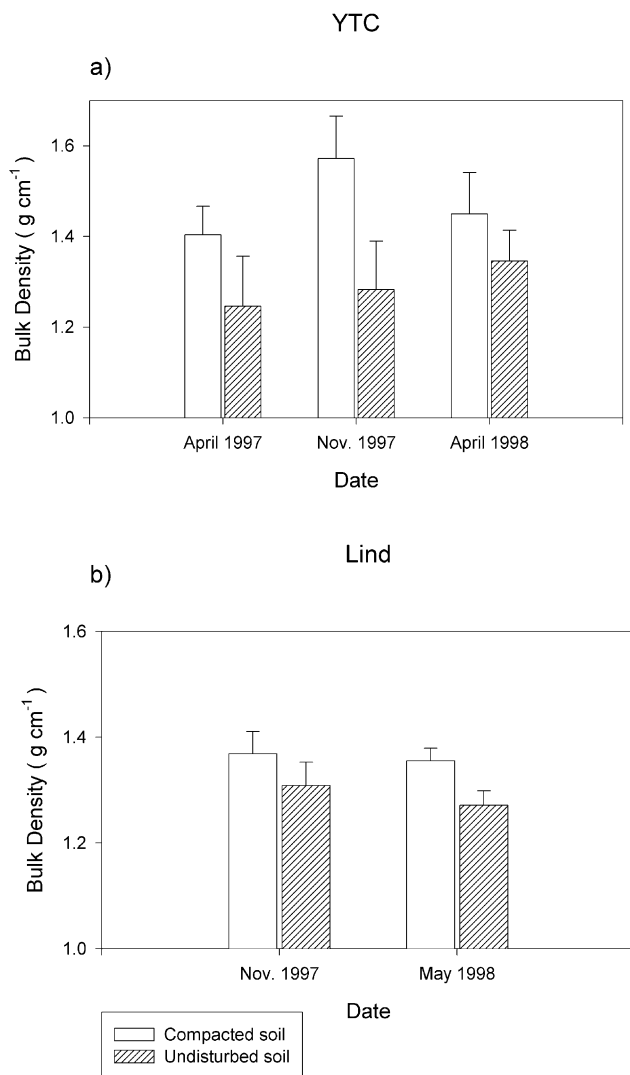 YTC
a)
1.6
1.4
1.2
1.0
Bulk Density ( g cm⁻¹ )
April 1997 Nov. 1997 April 1998
Date
Lind
b)
1.6
1.4
1.2
1.0
Bulk Density ( g cm⁻¹ )
Nov. 1997 May 1998
Date
Compacted soil
Undisturbed soil